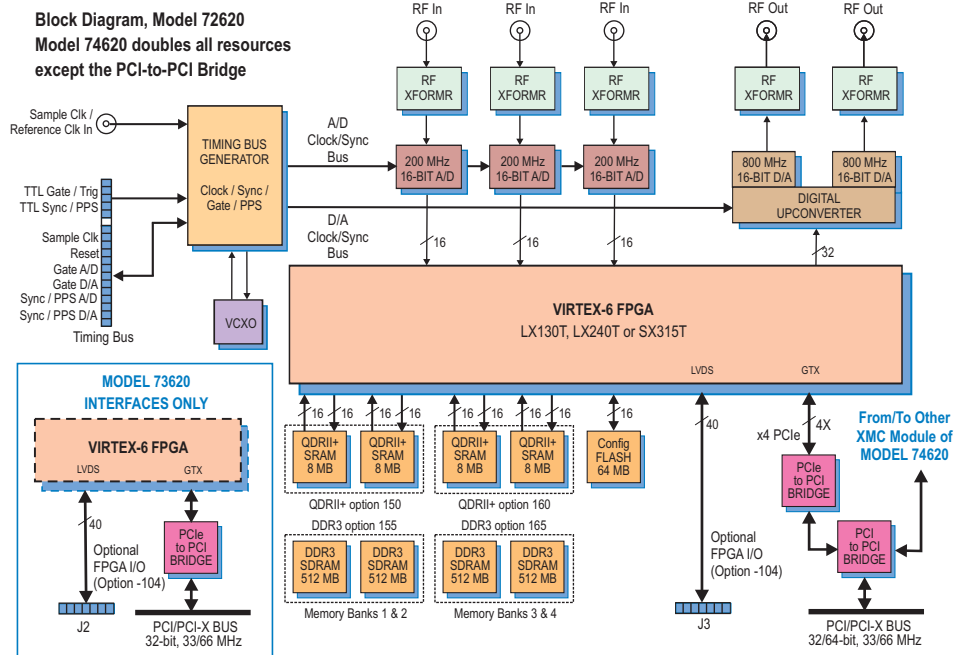 Block Diagram, Model 72620
Model 74620 doubles all resources
except the PCI-to-PCI Bridge
RF In
RF In
RF In
RF Out
RF Out
RF
XFORMR
RF
XFORMR
RF
XFORMR
RF
XFORMR
RF
XFORMR
Sample Clk /
Reference Clk In
TIMING BUS
GENERATOR
Clock / Sync /
Gate / PPS
A/D
Clock/Sync
Bus
200 MHz
16-BIT A/D
200 MHz
16-BIT A/D
200 MHz
16-BIT A/D
800 MHz
16-BIT D/A
800 MHz
16-BIT D/A
DIGITAL
UPCONVERTER
TTL Gate / Trig
TTL Sync / PPS
Sample Clk
Reset
Gate A/D
Gate D/A
Sync / PPS A/D
Sync / PPS D/A
Timing Bus
D/A
Clock/Sync
Bus
16
16
16
32
VCXO
VIRTEX-6 FPGA
LX130T, LX240T or SX315T
LVDS
GTX
MODEL 73620
INTERFACES ONLY
VIRTEX-6 FPGA
LVDS
GTX
40
PCIe
to PCI
BRIDGE
Optional
FPGA I/O
(Option -104)
J2
PCI/PCI-X BUS
32-bit, 33/66 MHz
16
16
16
16
16
16
16
16
16
QDRII+
SRAM
8 MB
QDRII+
SRAM
8 MB
QDRII+
SRAM
8 MB
QDRII+
SRAM
8 MB
Config
FLASH
64 MB
QDRII+ option 150
QDRII+ option 160
DDR3 option 155
DDR3 option 165
DDR3
SDRAM
512 MB
DDR3
SDRAM
512 MB
DDR3
SDRAM
512 MB
DDR3
SDRAM
512 MB
Memory Banks 1 & 2
Memory Banks 3 & 4
40
Optional
FPGA I/O
(Option -104)
J3
x4 PCIe
4X
From/To Other
XMC Module of
MODEL 74620
PCIe
to PCI
BRIDGE
PCI
to PCI
BRIDGE
PCI/PCI-X BUS
32/64-bit, 33/66 MHz